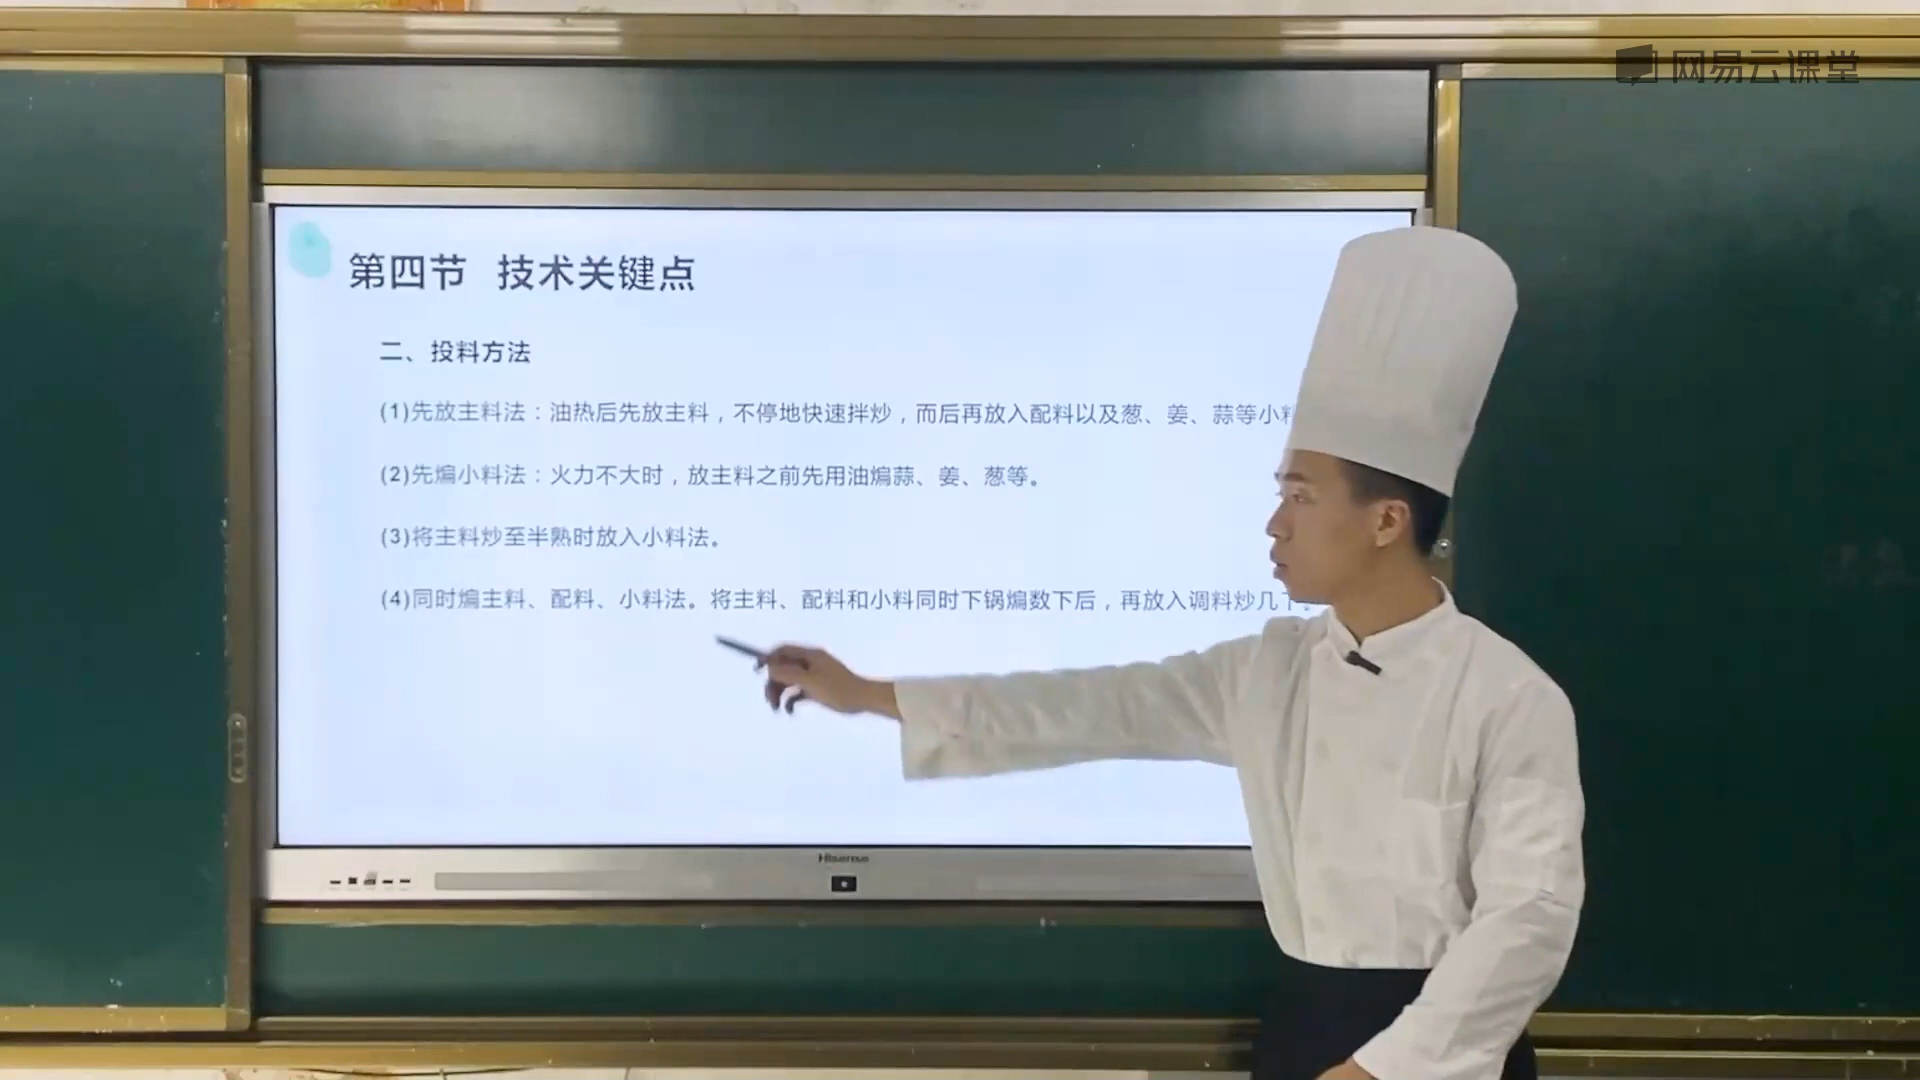 网易云课堂
第四节 技术关键点
二、投料方法
(1)先放主料法：油热后先放主料，不停地快速拌炒，而后再放入配料以及葱、姜、蒜等小料
(2)先煸小料法：火力不大时，放主料之前先用油煸蒜、姜、葱等。
(3)将主料炒至半熟时放入小料法。
(4)同时煸主料、配料、小料法。将主料、配料和小料同时下锅煸数下后，再放入调料炒几下。
Hisense